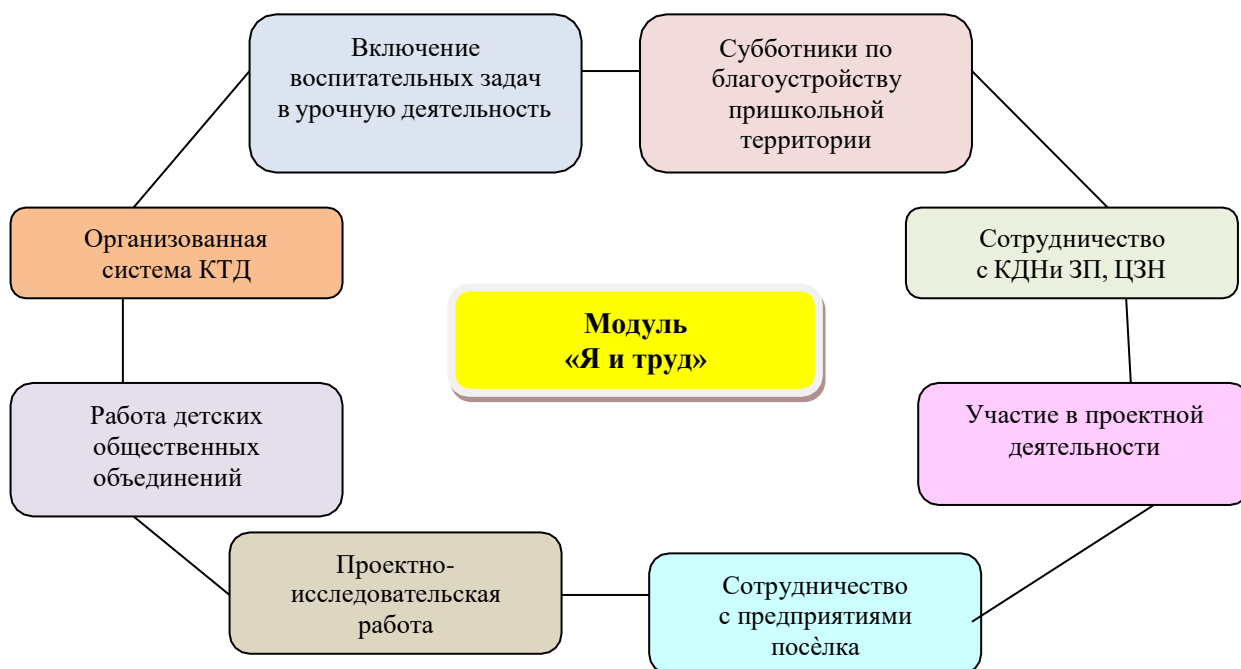 Включение
воспитательных задач
в урочную деятельность
Субботники по
благоустройству
пришкольной
территории
Организованная
система КТД
Сотрудничество
с КДНи ЗП, ЦЗН
Модуль
«Я и труд»
Работа детских
общественных
объединений
Участие в проектной
деятельности
Проектно-
исследовательская
работа
Сотрудничество
с предприятиями
посѐлка